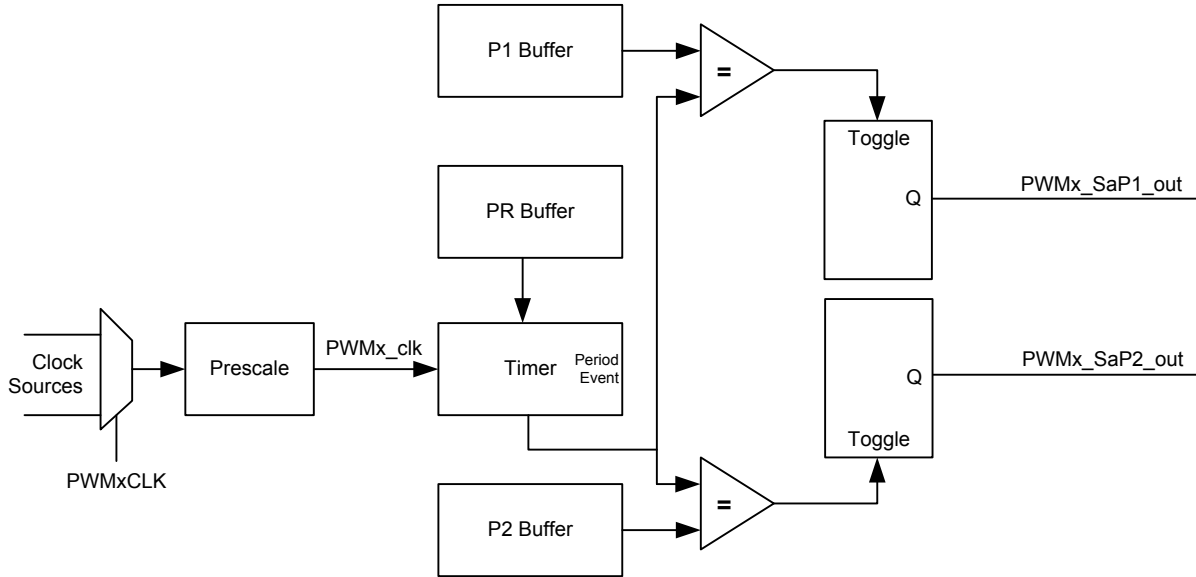 P1 Buffer
=
Toggle
Q
PWMx_SaP1_out
PR Buffer
Clock
Sources
PWMxCLK
Prescale
PWMx_clk
Timer
Period
Event
Q
Toggle
PWMx_SaP2_out
P2 Buffer
=